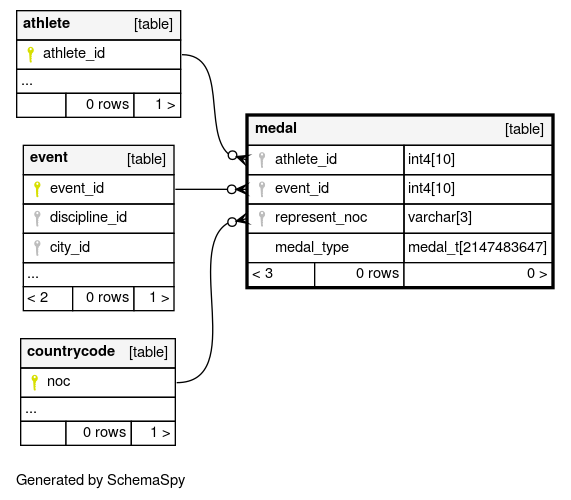 athlete [table]
athlete_id
...
0 rows 1 >
event [table]
event_id
discipline_id
city_id
...
< 2 0 rows 1 >
countrycode [table]
noc
...
0 rows 1 >
medal [table]
athlete_id int4[10]
event_id int4[10]
represent_noc varchar[3]
medal_type medal_t[2147483647]
< 3 0 rows 0 >
Generated by SchemaSpy